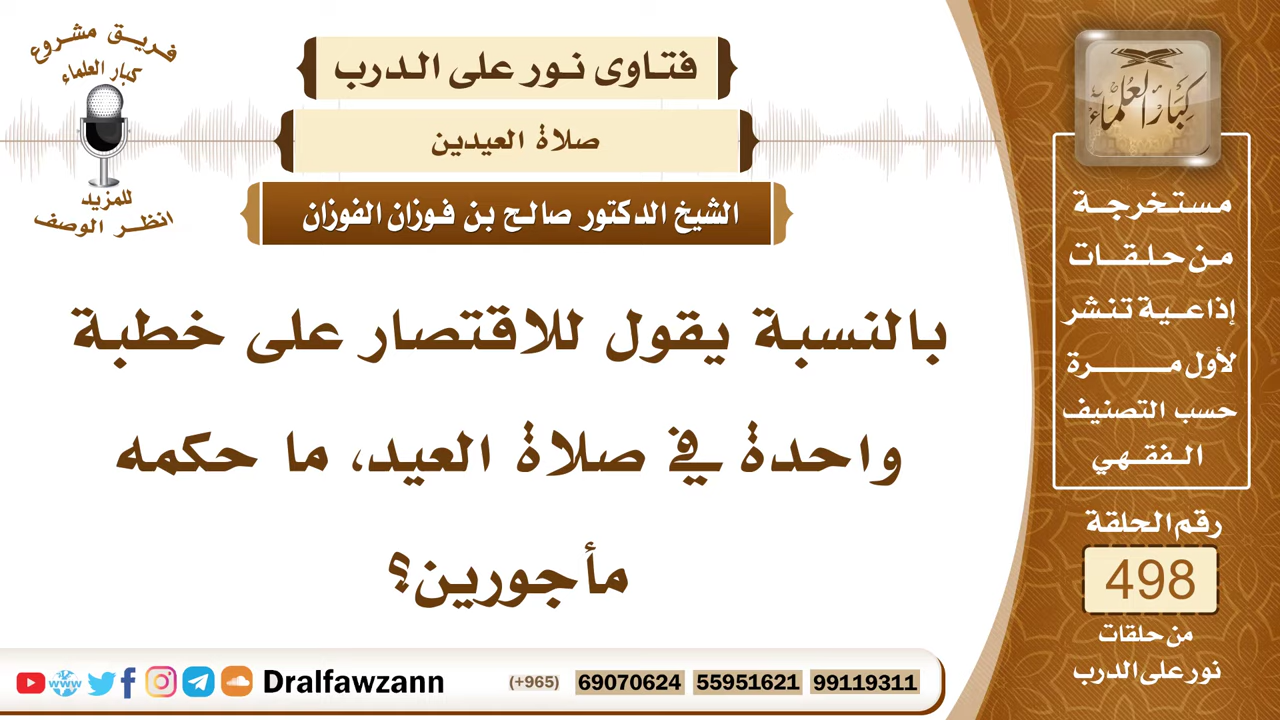 فريق مشروع
كبار العلماء
للمزيد
انظر الوصف
فتاوى نور على الدرب
صلاة العيدين
الشيخ الدكتور صالح بن فوزان الفوزان
بالنسبة يقول للاقتصار على خطبة
واحدة في صلاة العيد، ما حكمه
مأجورين؟
كبار العلماء
مستخرجة
من حلقات
إذاعية تنشر
لأول مرة
حسب التصنيف
الفقهي
رقم الحلقة
498
من حلقات
نور على الدرب
www Dralfawzann (+965) 69070624 55951621 99119311